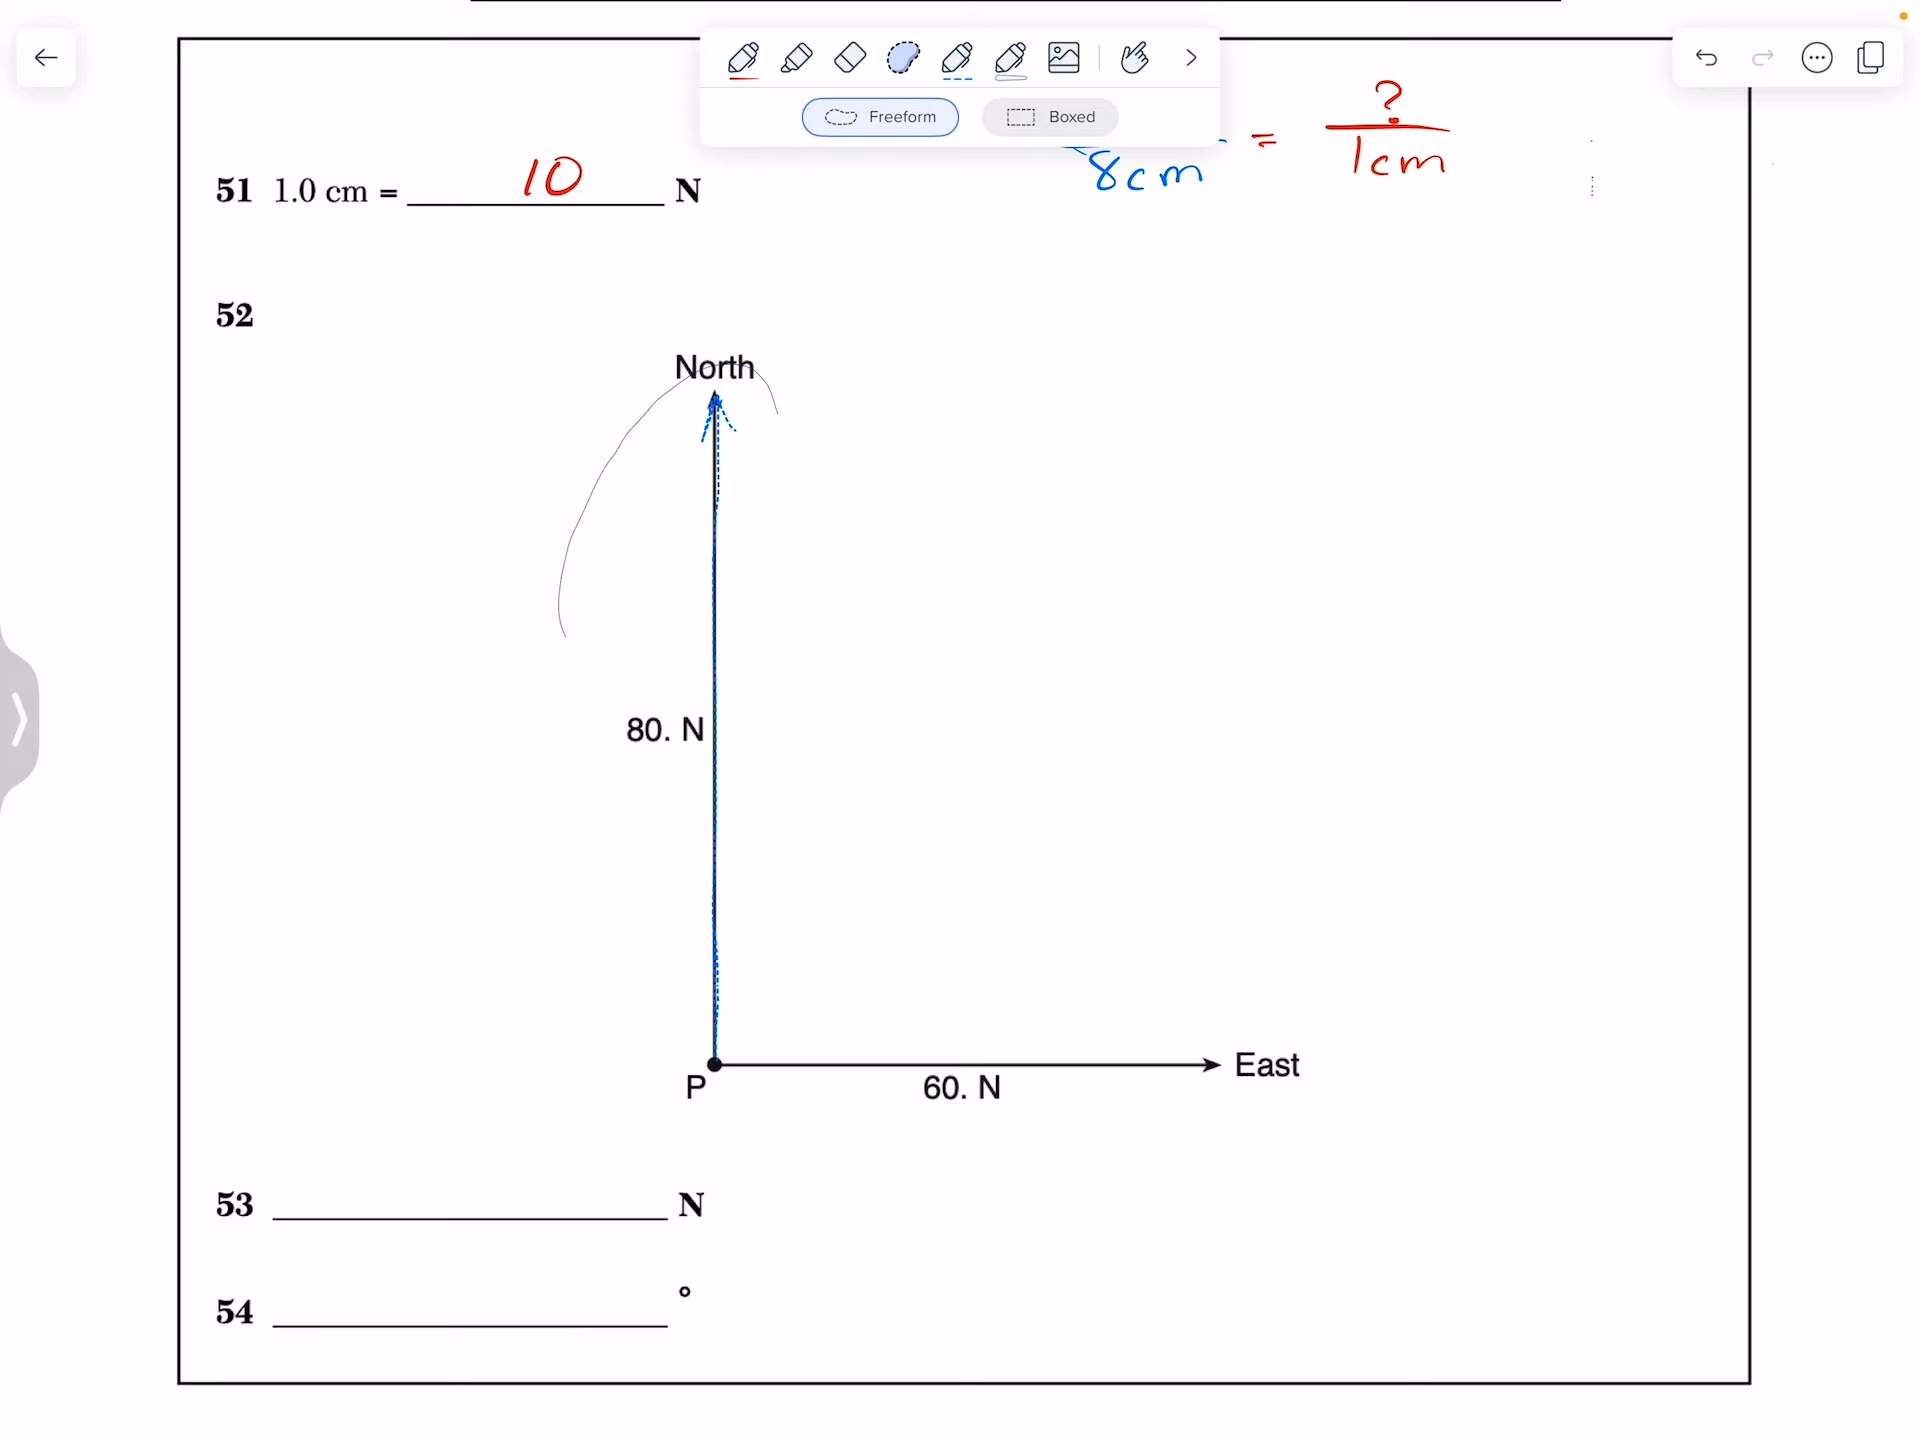 Freeform Boxed
8cm = ?
1cm
51 1.0 cm = 10 N
52
North
80. N
P
60. N
East
53 N
54 °